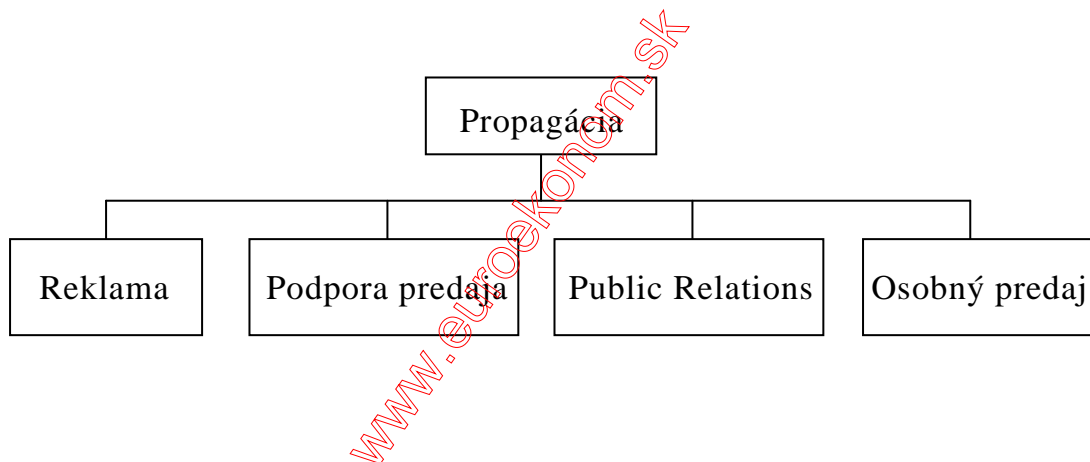 Propagácia
Reklama
Podpora predaja
Public Relations
Osobný predaj
www.euroekonom.sk